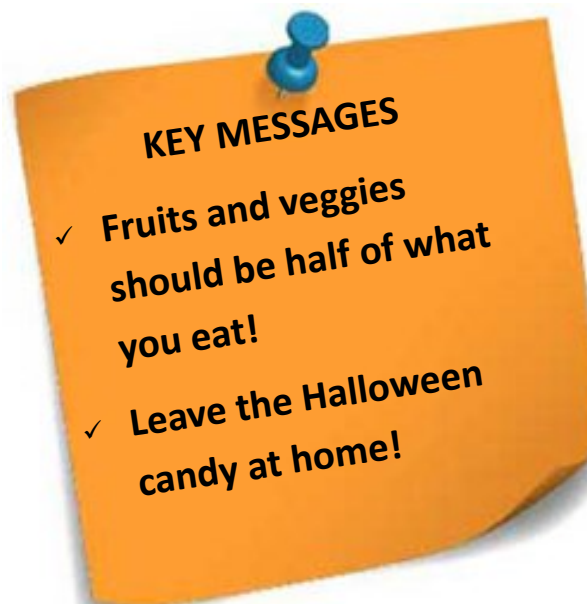 KEY MESSAGES
✓ Fruits and veggies
should be half of what
you eat!
✓ Leave the Halloween
candy at home!